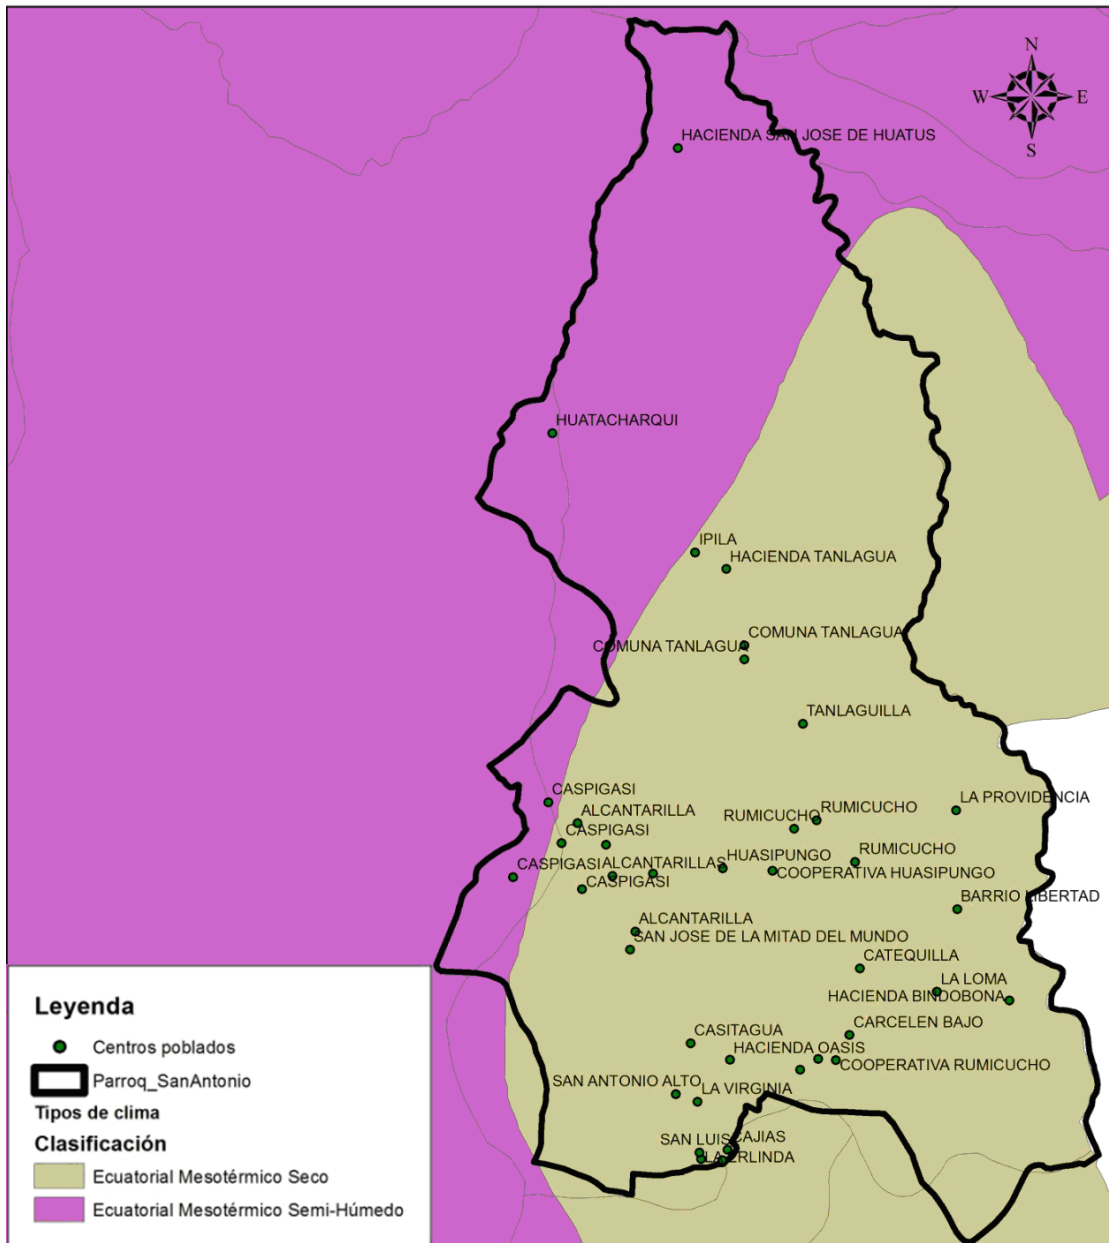 N
W E
S
HACIENDA SAN JOSE DE HUATUS
HUATACHARQUI
IPILA
HACIENDA TANLAGUA
COMUNA TANLAGUA
COMUNA TANLAGUA
TANLAGUILLA
CASPIGASI
LA PROVIDENCIA
ALCANTARILLA
RUMICUCHO
RUMICUCHO
CASPIGASI
HUASIPUNGO
RUMICUCHO
CASPIGASI
ALCANTARILLAS
COOPERATIVA HUASIPUNGO
CASPIGASI
BARRIO LIBERTAD
ALCANTARILLA
SAN JOSE DE LA MITAD DEL MUNDO
CATEQUILLA
LA LOMA
HACIENDA BINDOBONA
CARCELEN BAJO
CASITAGUA
HACIENDA OASIS
COOPERATIVA RUMICUCHO
SAN ANTONIO ALTO
LA VIRGINIA
SAN LUIS
CAJIAS
LA ERLINDA
Leyenda
Centros poblados
Parroq_SanAntonio
Tipos de clima
Clasificación
Ecuatorial Mesotérmico Seco
Ecuatorial Mesotérmico Semi-Húmedo